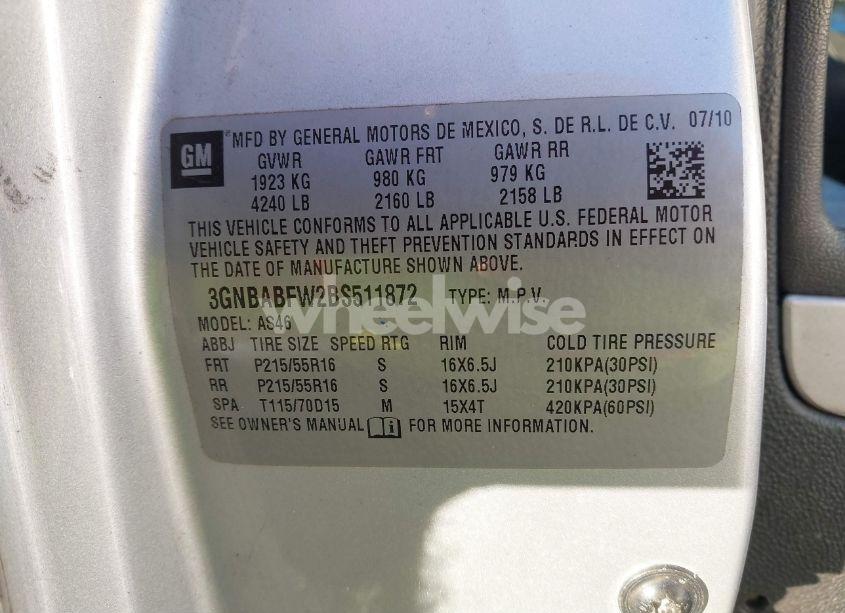 GM
MFD BY GENERAL MOTORS DE MEXICO, S. DE R.L. DE C.V. 07/10
GVWR GAWR FRT GAWR RR
1923 KG 980 KG 979 KG
4240 LB 2160 LB 2158 LB
THIS VEHICLE CONFORMS TO ALL APPLICABLE U.S. FEDERAL MOTOR
VEHICLE SAFETY AND THEFT PREVENTION STANDARDS IN EFFECT ON
THE DATE OF MANUFACTURE SHOWN ABOVE.
3GNBABFW2BS511872 TYPE: M.P.V.
wheelwise
MODEL: AS46
ABBJ TIRE SIZE SPEED RTG RIM COLD TIRE PRESSURE
FRT P215/55R16 S 16X6.5J 210KPA(30PSI)
RR P215/55R16 S 16X6.5J 210KPA(30PSI)
SPA T115/70D15 M 15X4T 420KPA(60PSI)
SEE OWNER'S MANUAL i FOR MORE INFORMATION.